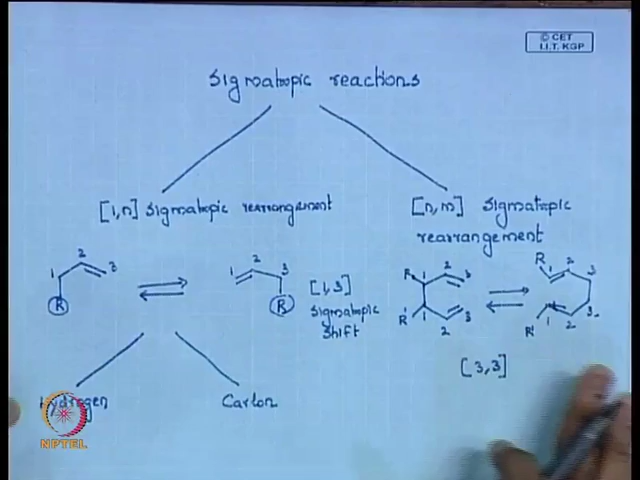 © CET
I.I.T. KGP
Sigmatropic reactions
[1,n] sigmatropic rearrangement
[n,m] sigmatropic
rearrangement
1 2 3
R
1 2 3
R
[1,3]
sigmatropic
shift
R 1 2 3
R' 1 2 3
R 1 2 3
R' 1 2 3
[3,3]
Hydrogen
Carbon
NPTEL